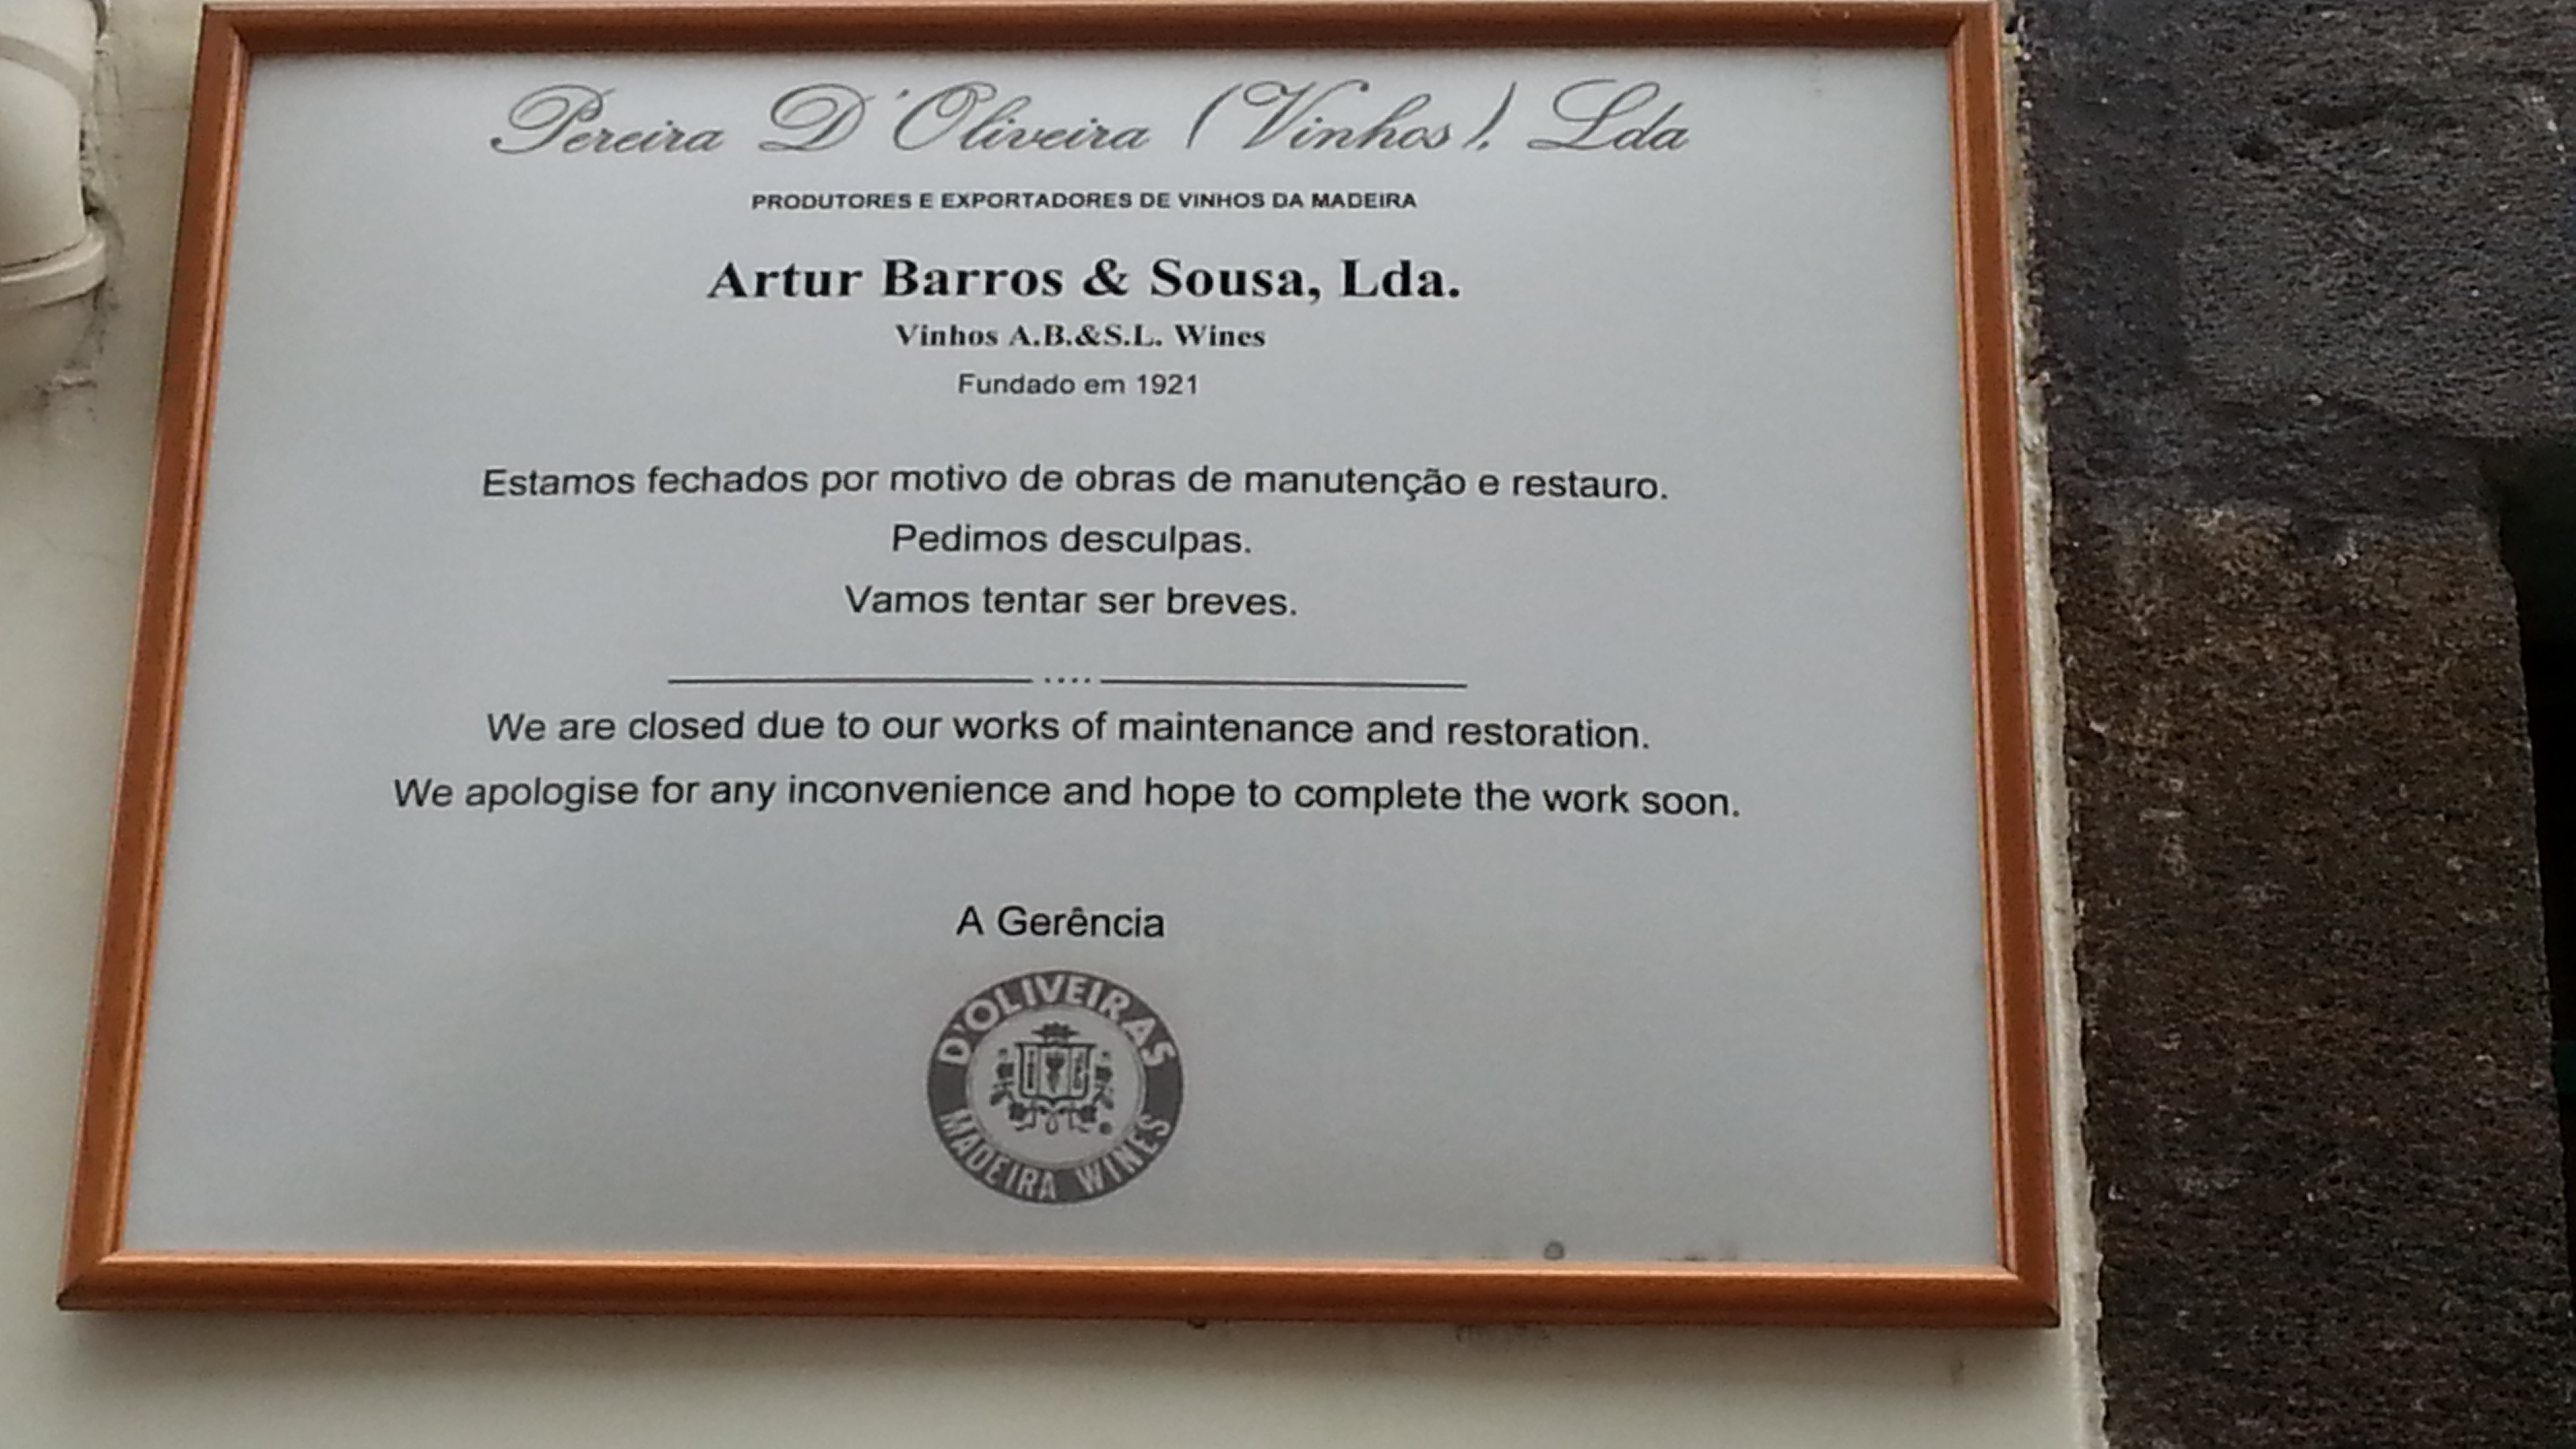 Pereira D'Oliveira (Vinhos), Lda
PRODUTORES E EXPORTADORES DE VINHOS DA MADEIRA
Artur Barros & Sousa, Lda.
Vinhos A.B.&S.L. Wines
Fundado em 1921
Estamos fechados por motivo de obras de manutenção e restauro.
Pedimos desculpas.
Vamos tentar ser breves.
We are closed due to our works of maintenance and restoration.
We apologise for any inconvenience and hope to complete the work soon.
A Gerência
D'OLIVEIRAS
MADEIRA WINES